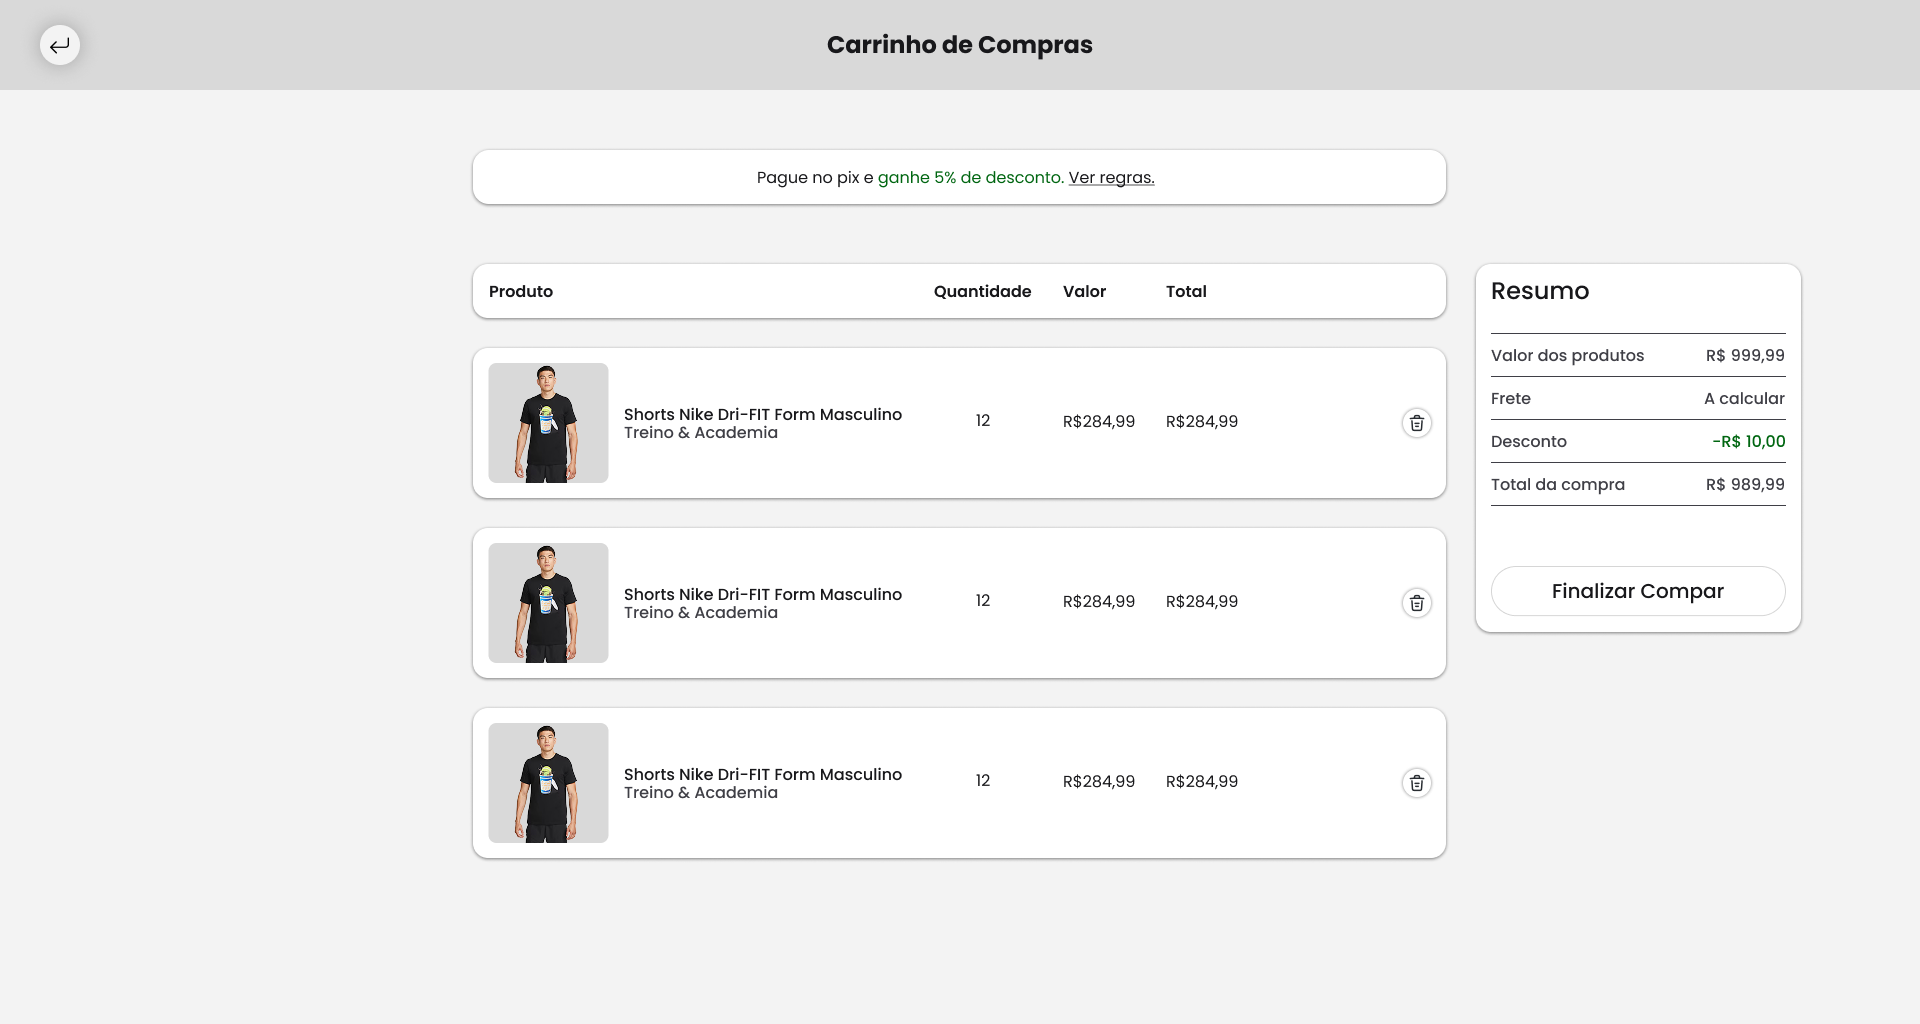 Carrinho de Compras
Pague no pix e ganhe 5% de desconto. Ver regras.
Produto Quantidade Valor Total
Shorts Nike Dri-FIT Form Masculino
Treino & Academia
12 R$284,99 R$284,99
Shorts Nike Dri-FIT Form Masculino
Treino & Academia
12 R$284,99 R$284,99
Shorts Nike Dri-FIT Form Masculino
Treino & Academia
12 R$284,99 R$284,99
Resumo
Valor dos produtos R$ 999,99
Frete A calcular
Desconto -R$ 10,00
Total da compra R$ 989,99
Finalizar Compar